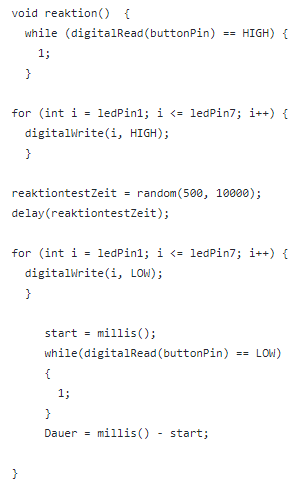 void reaktion()  {
  while (digitalRead(buttonPin) == HIGH) {
    1;
  }
for (int i = ledPin1; i <= ledPin7; i++) {
  digitalWrite(i, HIGH);
  }
reaktiontestZeit = random(500, 10000);
delay(reaktiontestZeit);
for (int i = ledPin1; i <= ledPin7; i++) {
  digitalWrite(i, LOW);
  }
     start = millis();
     while(digitalRead(buttonPin) == LOW)
     {
       1;
     }
     Dauer = millis() - start;
}